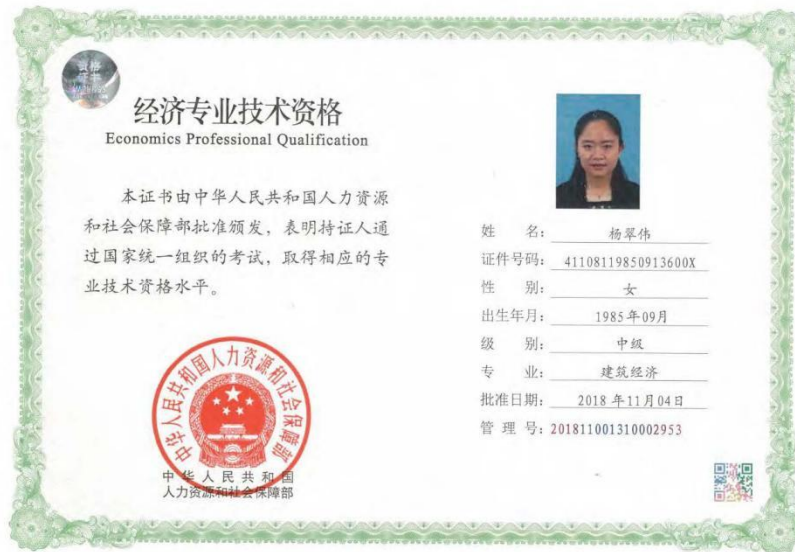 经济专业技术资格
Economics Professional Qualification
本证书由中华人民共和国人力资源
和社会保障部批准颁发，表明持证人通
过国家统一组织的考试，取得相应的专
业技术资格水平。
中华人民共和国人力资源和社会保障部
中华人民共和国
人力资源和社会保障部
姓 名：杨翠伟
证件号码：41108119850913600X
性 别：女
出生年月：1985年09月
级 别：中级
专 业：建筑经济
批准日期：2018年11月04日
管 理 号：201811001310002953